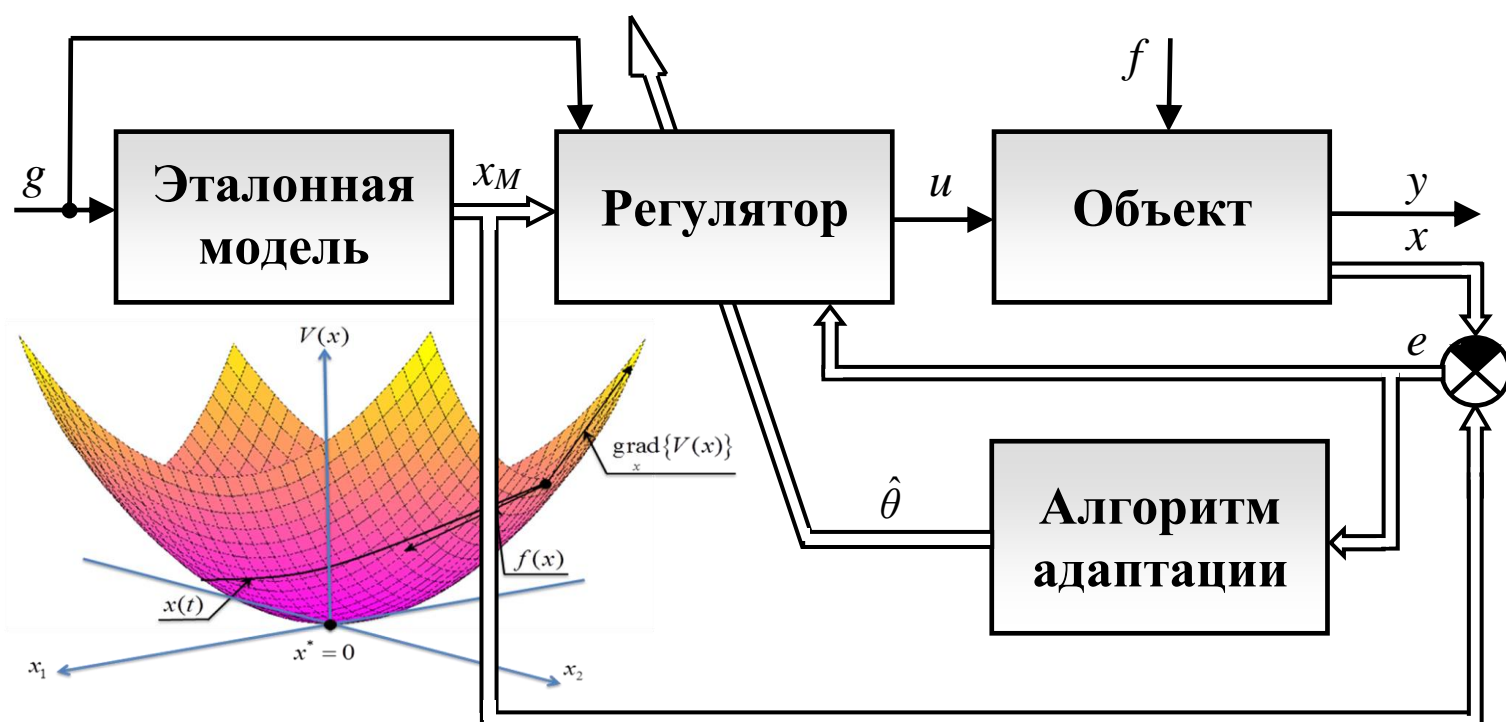 f
g
Эталонная
модель
x_M
Регулятор
u
Объект
y
x
V(x)
e
grad{V(x)}
x
θ̂
Алгоритм
адаптации
f(x)
x(t)
x* = 0
x₁
x₂